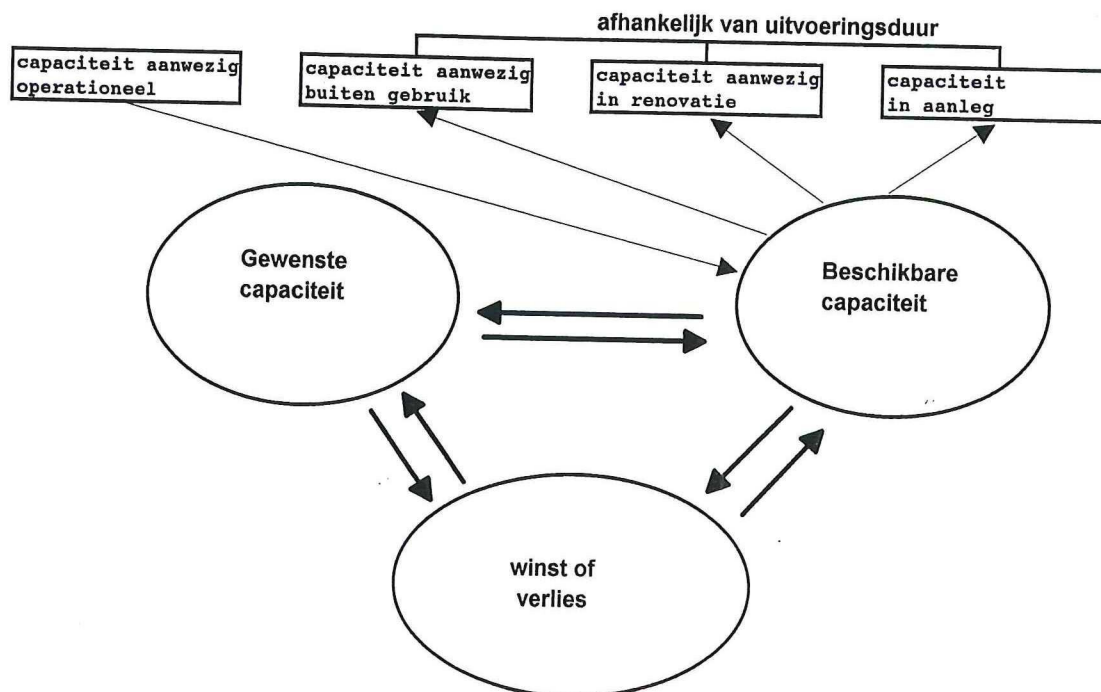 afhankelijk van uitvoeringsduur
capaciteit aanwezig
operationeel
capaciteit aanwezig
buiten gebruik
capaciteit aanwezig
in renovatie
capaciteit
in aanleg
Gewenste
capaciteit
Beschikbare
capaciteit
winst of
verlies